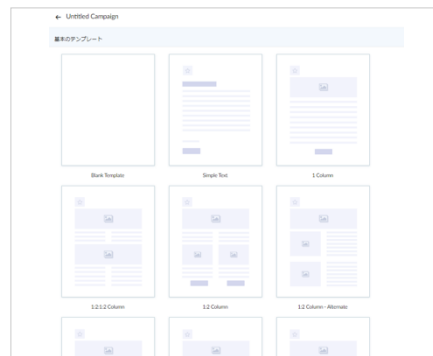 ← Untitled Campaign
基本のテンプレート
Blank Template
Simple Text
1 Column
1:2:1:2 Column
1:2 Column
1:2 Column - Alternate